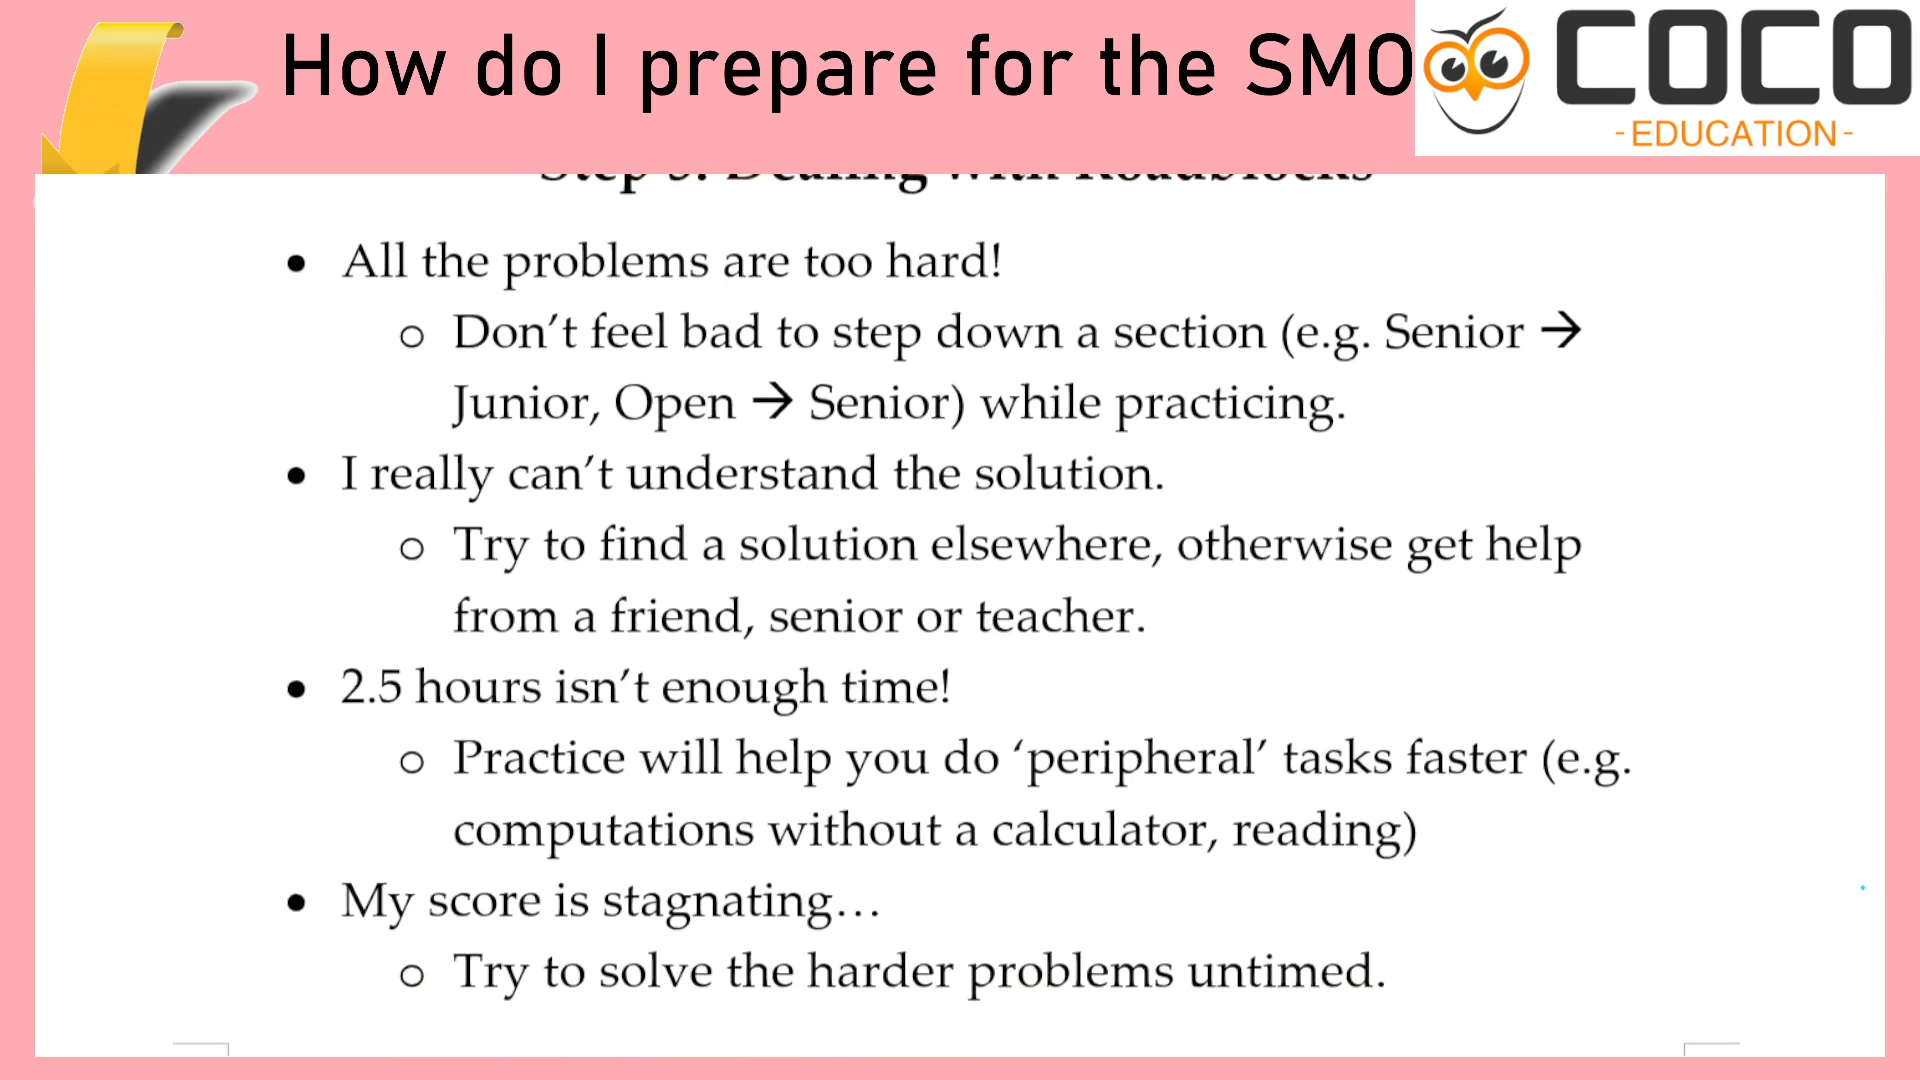 How do I prepare for the SMO
COCO
-EDUCATION-
Dealing with Roadblocks
• All the problems are too hard!
o Don’t feel bad to step down a section (e.g. Senior →
Junior, Open → Senior) while practicing.
• I really can’t understand the solution.
o Try to find a solution elsewhere, otherwise get help
from a friend, senior or teacher.
• 2.5 hours isn’t enough time!
o Practice will help you do ‘peripheral’ tasks faster (e.g.
computations without a calculator, reading)
• My score is stagnating…
o Try to solve the harder problems untimed.